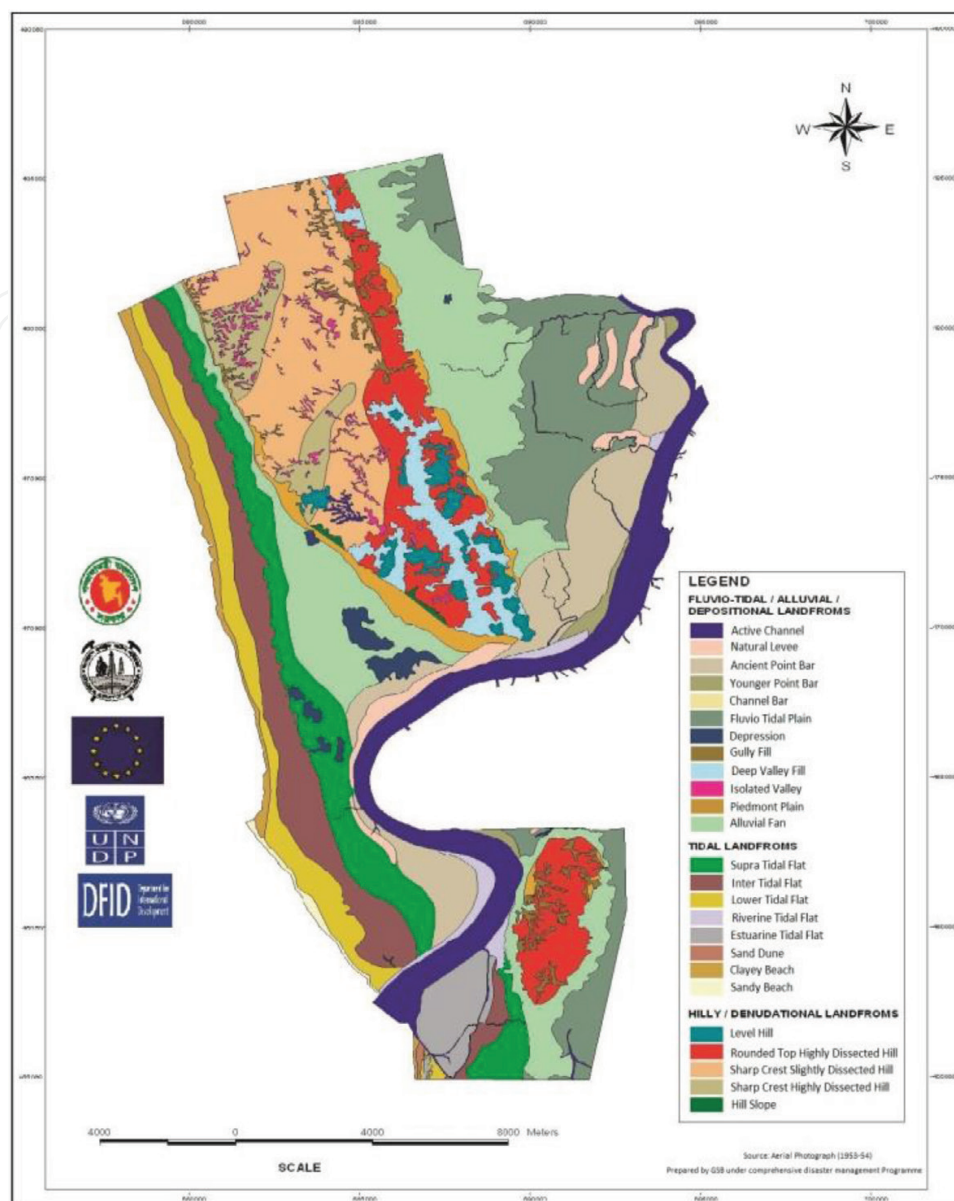 N
W E
S
LEGEND
FLUVIO-TIDAL / ALLUVIAL /
DEPOSITIONAL LANDFROMS
Active Channel
Natural Levee
Ancient Point Bar
Younger Point Bar
Channel Bar
Fluvio Tidal Plain
Depression
Gully Fill
Deep Valley Fill
Isolated Valley
Piedmont Plain
Alluvial Fan
TIDAL LANDFROMS
Supra Tidal Flat
Inter Tidal Flat
Lower Tidal Flat
Riverine Tidal Flat
Estuarine Tidal Flat
Sand Dune
Clayey Beach
Sandy Beach
HILLY / DENUDATIONAL LANDFROMS
Level Hill
Rounded Top Highly Dissected Hill
Sharp Crest Slightly Dissected Hill
Sharp Crest Highly Dissected Hill
Hill Slope
U N
D P
DFID Department for
International
Development
4000 0 4000 8000 Meters
SCALE
Source: Aerial Photograph (1953-54)
Prepared by GSB under comprehensive disaster management Programme